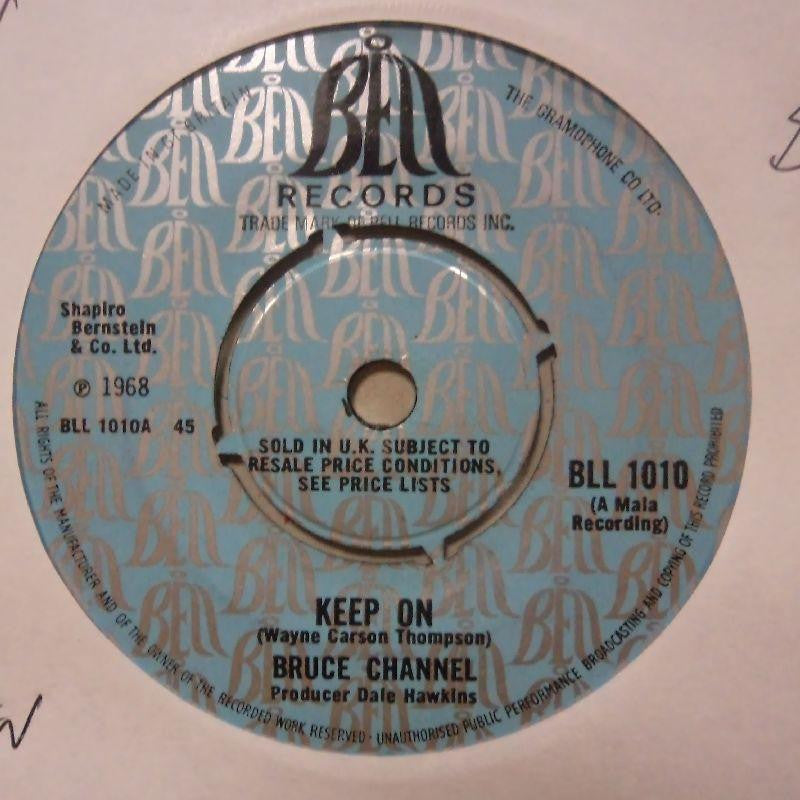 BELL
RECORDS
TRADE MARK OF BELL RECORDS INC.
MADE IN GT BRITAIN
THE GRAMOPHONE CO LTD.
Shapiro
Bernstein
& Co. Ltd.
℗ 1968
BLL 1010A 45
SOLD IN U.K. SUBJECT TO
RESALE PRICE CONDITIONS,
SEE PRICE LISTS
BLL 1010
(A Mala
Recording)
KEEP ON
(Wayne Carson Thompson)
BRUCE CHANNEL
Producer Dale Hawkins
ALL RIGHTS OF THE MANUFACTURER AND OF THE OWNER OF THE RECORDED WORK RESERVED · UNAUTHORISED PUBLIC PERFORMANCE BROADCASTING AND COPYING OF THIS RECORD PROHIBITED